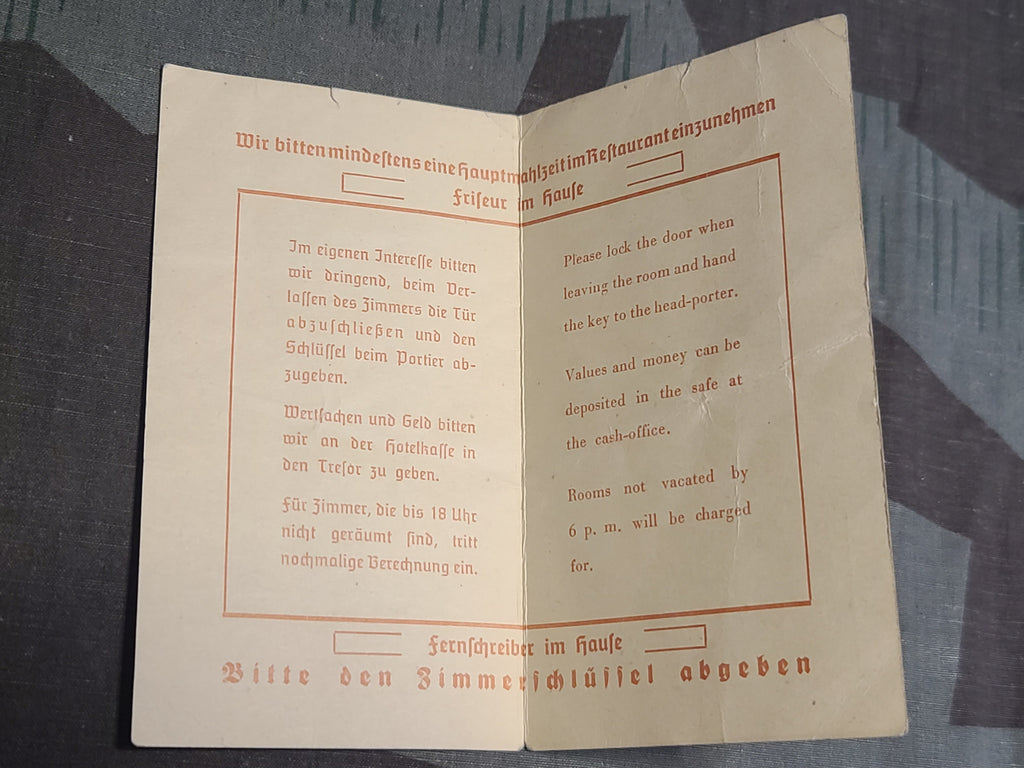 Wir bitten mindestens eine Hauptmahlzeit im Restaurant einzunehmen
Friseur im Hause
Im eigenen Interesse bitten
wir dringend, beim Ver-
lassen des Zimmers die Tür
abzuschließen und den
Schlüssel beim Portier ab-
zugeben.
Wertsachen und Geld bitten
wir an der Hotelkasse in
den Tresor zu geben.
Für Zimmer, die bis 18 Uhr
nicht geräumt sind, tritt
nochmalige Berechnung ein.
Please lock the door when
leaving the room and hand
the key to the head-porter.
Values and money can be
deposited in the safe at
the cash-office.
Rooms not vacated by
6 p. m. will be charged
for.
Fernschreiber im Hause
Bitte den Zimmerschlüssel abgeben